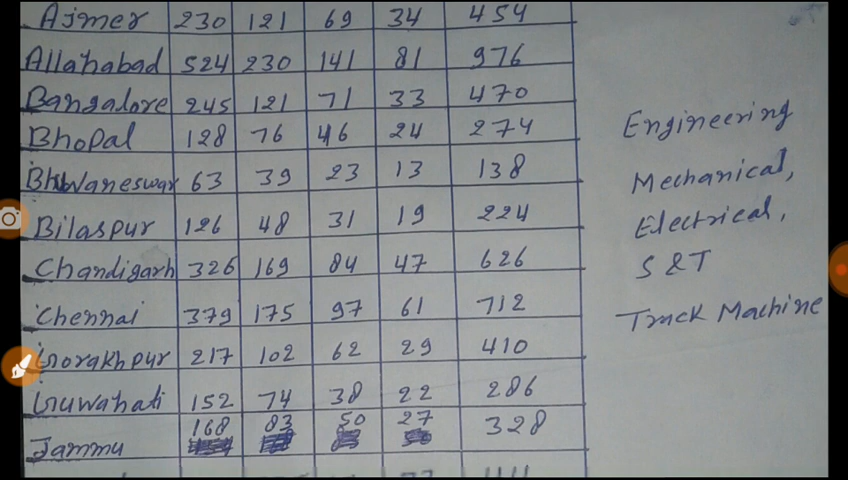 Ajmer 230 121 69 34 454
Allahabad 524 230 141 81 976
Bangalore 245 121 71 33 470
Bhopal 128 76 46 24 274
Bhuwaneswar 63 39 23 13 138
Bilaspur 126 48 31 19 224
Chandigarh 326 169 84 47 626
Chennai 379 175 97 61 712
Gorakhpur 217 102 62 29 410
Guwahati 152 74 38 22 286
Jammu 168 83 50 27 328
Engineering
Mechanical,
Electrical,
S&T
Track Machine